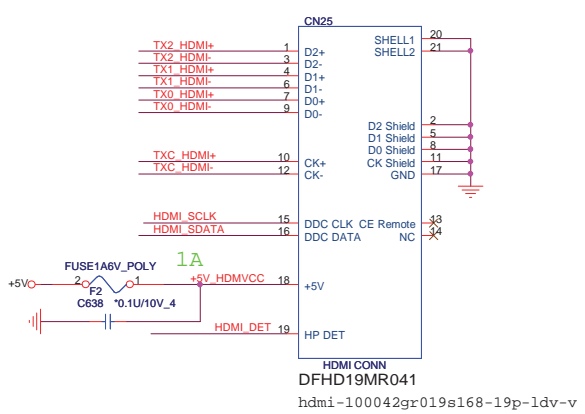 CN25
TX2_HDMI+ 1 D2+ SHELL1 20
TX2_HDMI- 3 D2- SHELL2 21
TX1_HDMI+ 4 D1+
TX1_HDMI- 6 D1-
TX0_HDMI+ 7 D0+
TX0_HDMI- 9 D0-
D2 Shield 2
D1 Shield 5
D0 Shield 8
TXC_HDMI+ 10 CK+ CK Shield 11
TXC_HDMI- 12 CK- GND 17
HDMI_SCLK 15 DDC CLK CE Remote 13
HDMI_SDATA 16 DDC DATA NC 14
1A
FUSE1A6V_POLY
+5V 2 1 +5V_HDMVCC 18 +5V
F2
C638 *0.1U/10V_4
HDMI_DET 19 HP DET
HDMI CONN
DFHD19MR041
hdmi-100042gr019s168-19p-ldv-v